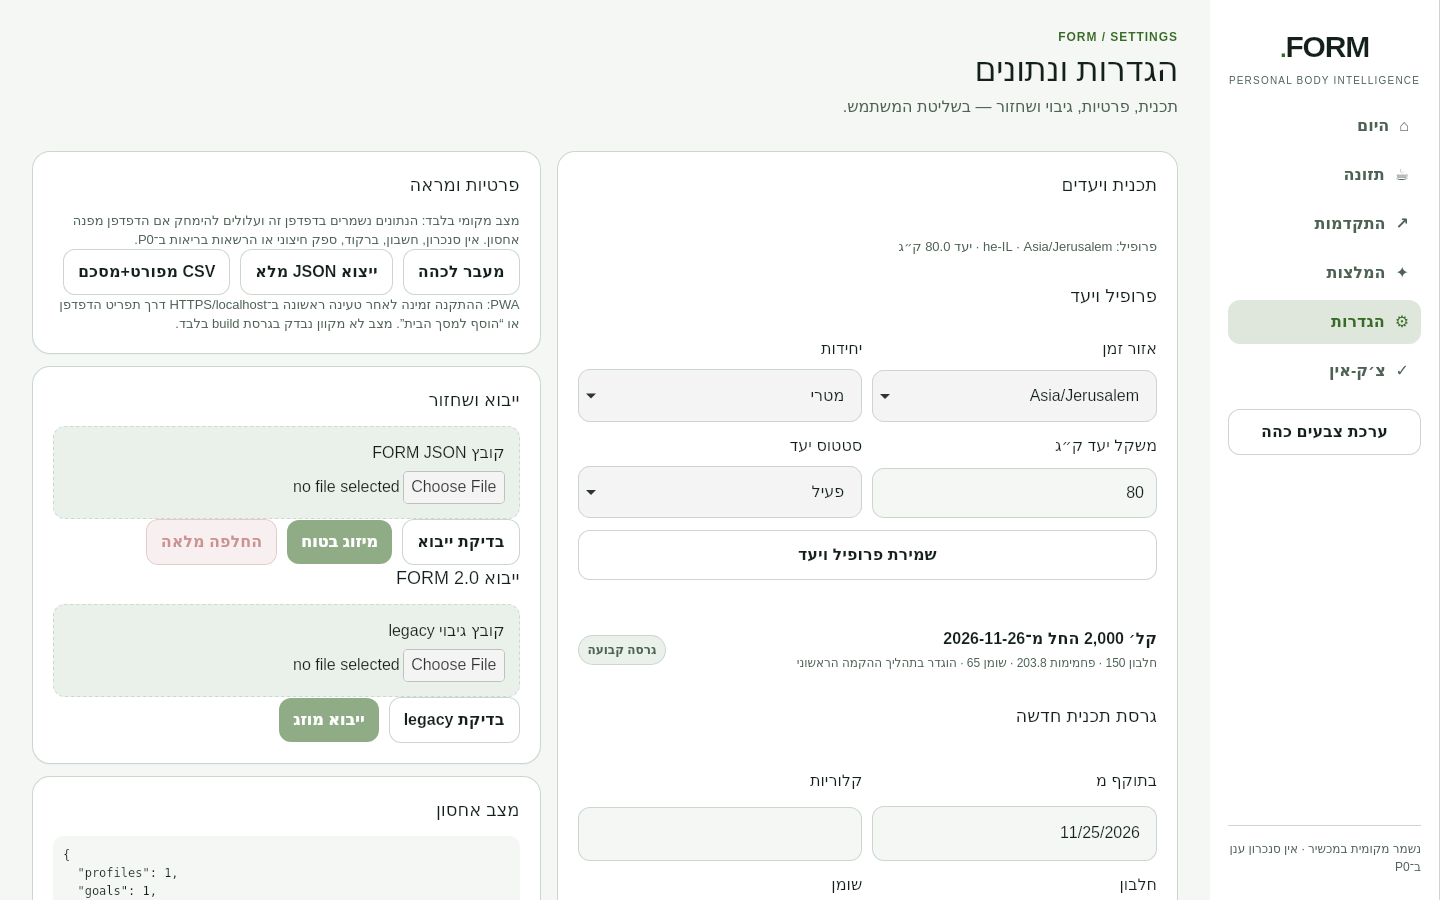 FORM.
PERSONAL BODY INTELLIGENCE
היום
תזונה
התקדמות
המלצות
הגדרות
צ׳ק-אין
ערכת צבעים כהה
נשמר מקומית במכשיר · אין סנכרון ענן
ב־P0
FORM / SETTINGS
הגדרות ונתונים
תכנית, פרטיות, גיבוי ושחזור — בשליטת המשתמש.
תכנית ויעדים
פרופיל: he-IL · Asia/Jerusalem · יעד 80.0 ק״ג
פרופיל ויעד
אזור זמן
יחידות
Asia/Jerusalem
מטרי
משקל יעד ק״ג
סטטוס יעד
80
פעיל
שמירת פרופיל ויעד
2,000 קל׳ החל מ־2026-11-26
חלבון 150 · פחמימות 203.8 · שומן 65 · הוגדר בתהליך ההקמה הראשוני
גרסה קבועה
גרסת תכנית חדשה
בתוקף מ
קלוריות
11/25/2026
חלבון
שומן
פרטיות ומראה
מצב מקומי בלבד: הנתונים נשמרים בדפדפן זה ועלולים להימחק אם הדפדפן מפנה
אחסון. אין סנכרון, חשבון, ברקוד, ספק חיצוני או הרשאות בריאות ב־P0.
מעבר לכהה
ייצוא JSON מלא
CSV מפורט+מסכם
PWA: ההתקנה זמינה לאחר טעינה ראשונה ב־HTTPS/localhost דרך תפריט הדפדפן
או "הוסף למסך הבית". מצב לא מקוון נבדק בגרסת build בלבד.
ייבוא ושחזור
קובץ FORM JSON
Choose File no file selected
בדיקת ייבוא
מיזוג בטוח
החלפה מלאה
ייבוא FORM 2.0
קובץ גיבוי legacy
Choose File no file selected
בדיקת legacy
ייבוא מוזג
מצב אחסון
{
"profiles": 1,
"goals": 1,